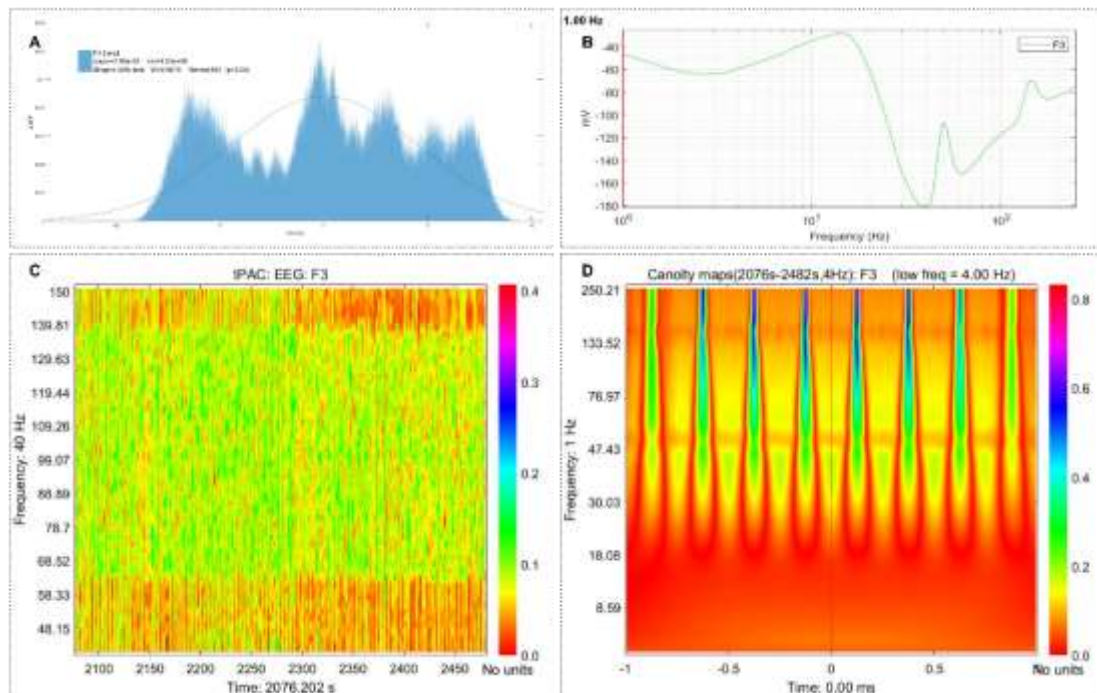 A
1.00 Hz
B
F3
-40
-60
-80
-100
-120
-140
-160
-180
mV
10⁰
10¹
10²
Frequency (Hz)
C
tPAC: EEG: F3
150
139.81
129.63
119.44
109.26
99.07
88.89
78.7
68.52
58.33
48.15
Frequency: 40 Hz
2100 2150 2200 2250 2300 2350 2400 2450
Time: 2076.202 s
0.4
0.3
0.2
0.1
0.0
No units
D
Canolty maps(2076s-2482s,4Hz): F3 (low freq = 4.00 Hz)
250.21
133.52
76.97
47.43
30.03
18.08
8.59
Frequency: 1 Hz
-1 -0.5 0 0.5
Time: 0.00 ms
0.8
0.6
0.4
0.2
0.0
No units